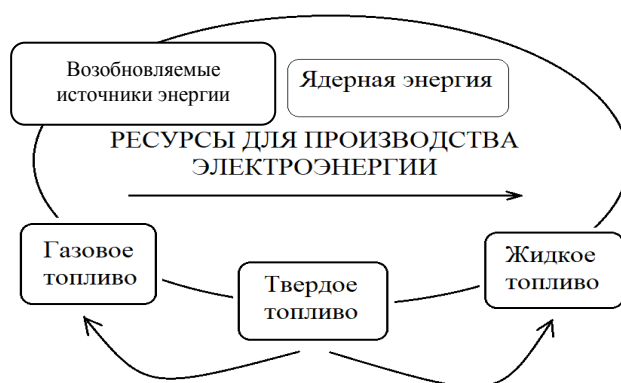 Возобновляемые
источники энергии
Ядерная энергия
РЕСУРСЫ ДЛЯ ПРОИЗВОДСТВА
ЭЛЕКТРОЭНЕРГИИ
Газовое
топливо
Твердое
топливо
Жидкое
топливо